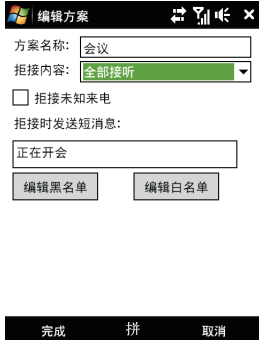 编辑方案
方案名称： 会议
拒接内容： 全部接听
拒接未知来电
拒接时发送短消息：
正在开会
编辑黑名单 编辑白名单
完成 拼 取消